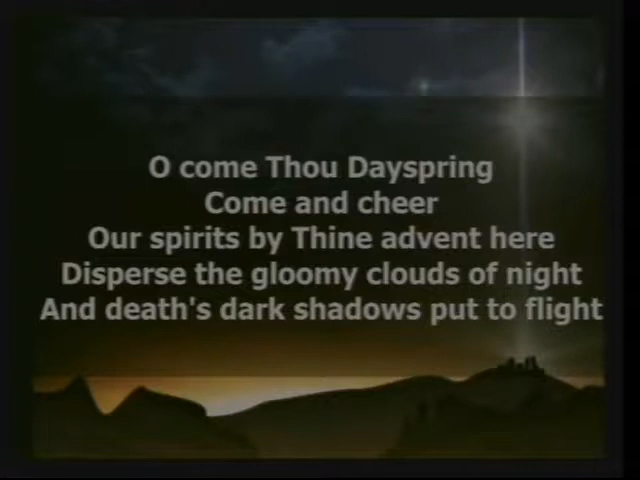 O come Thou Dayspring
Come and cheer
Our spirits by Thine advent here
Disperse the gloomy clouds of night
And death's dark shadows put to flight